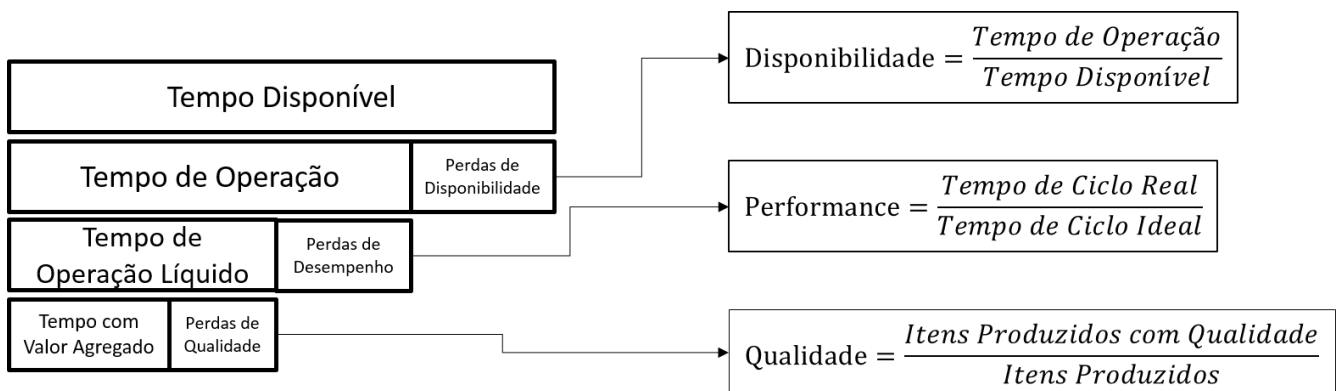 Tempo Disponível
Tempo de Operação
Perdas de
Disponibilidade
Tempo de
Operação Líquido
Perdas de
Desempenho
Tempo com
Valor Agregado
Perdas de
Qualidade
Disponibilidade = Tempo de Operação / Tempo Disponível
Performance = Tempo de Ciclo Real / Tempo de Ciclo Ideal
Qualidade = Itens Produzidos com Qualidade / Itens Produzidos